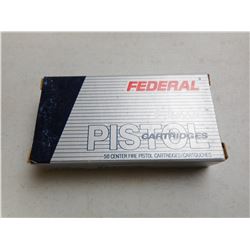 FEDERAL
PISTOL
CARTRIDGES
50 CENTER FIRE PISTOL CARTRIDGES/CARTOUCHES